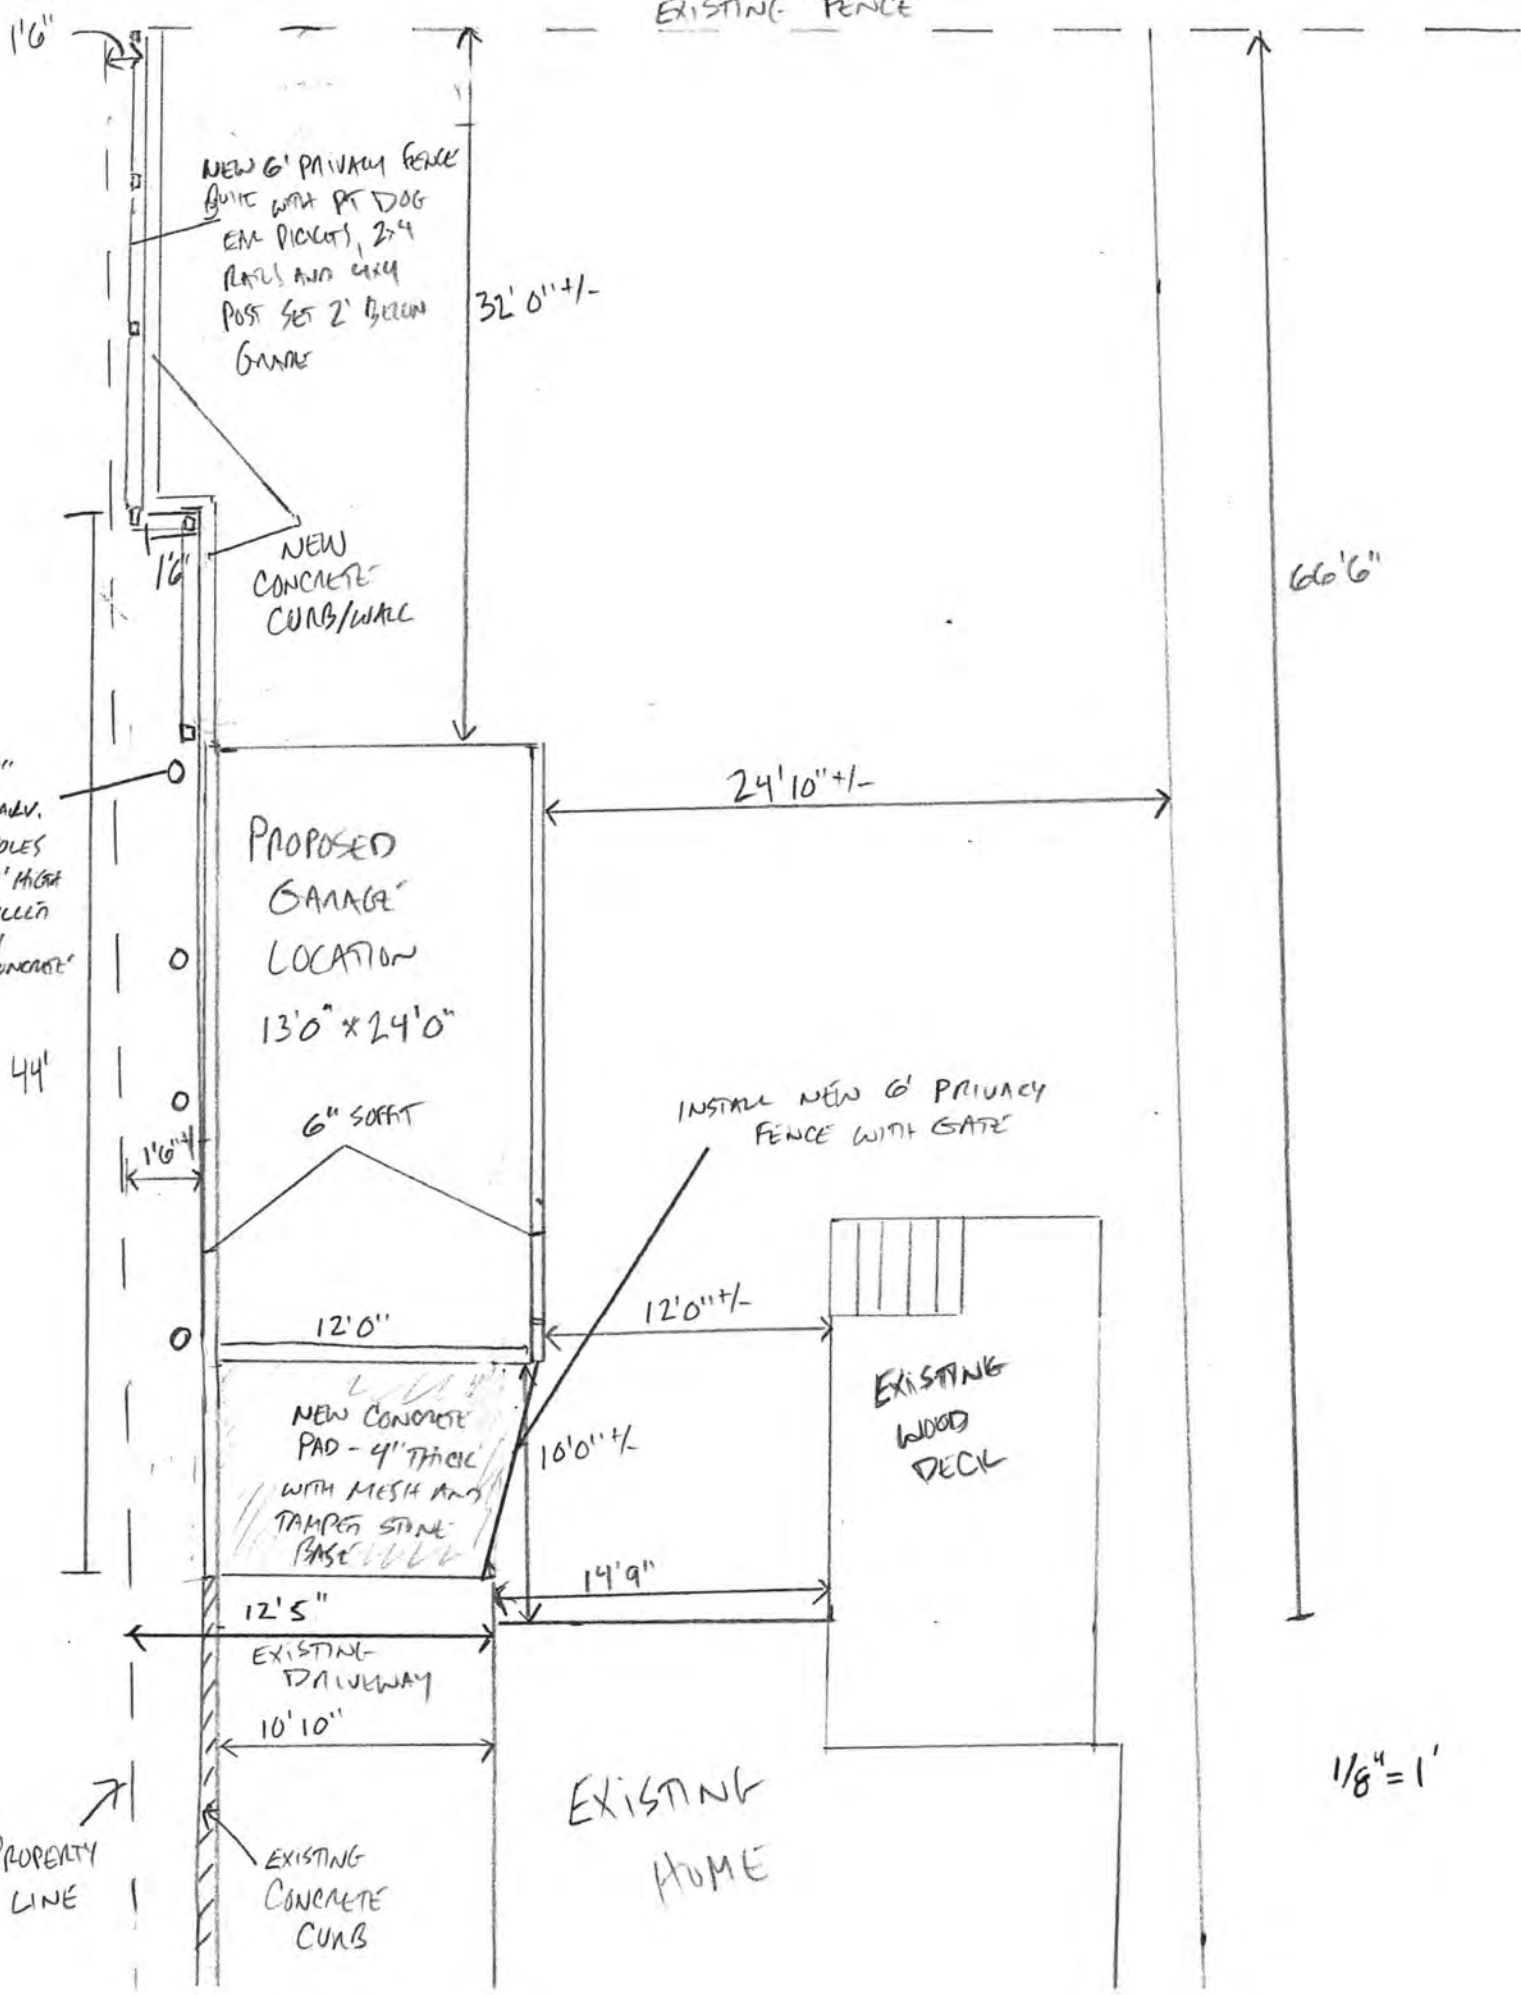 EXISTING FENCE
1'6"
NEW 6' PRIVACY FENCE
BUILT WITH PT DOG
EAR PICKETS, 2x4
RAILS AND 4x4
POST SET 2' BELOW
GRADE
32'0" +/-
1'6"
NEW
CONCRETE
CURB/WALL
66'6"
24'10" +/-
' HIGH
CONCRETE
PROPOSED
GARAGE
LOCATION
13'0" x 24'0"
44'
6" SOFFIT
INSTALL NEW 6' PRIVACY
FENCE WITH GATE
1'6" +/-
12'0"
12'0" +/-
NEW CONCRETE
PAD - 4" THICK
WITH MESH AND
TAMPED STONE
BASE
10'0" +/-
EXISTING
WOOD
DECK
14'9"
12'5"
EXISTING
DRIVEWAY
10'10"
1/8" = 1'
EXISTING
HOME
PROPERTY
LINE
EXISTING
CONCRETE
CURB